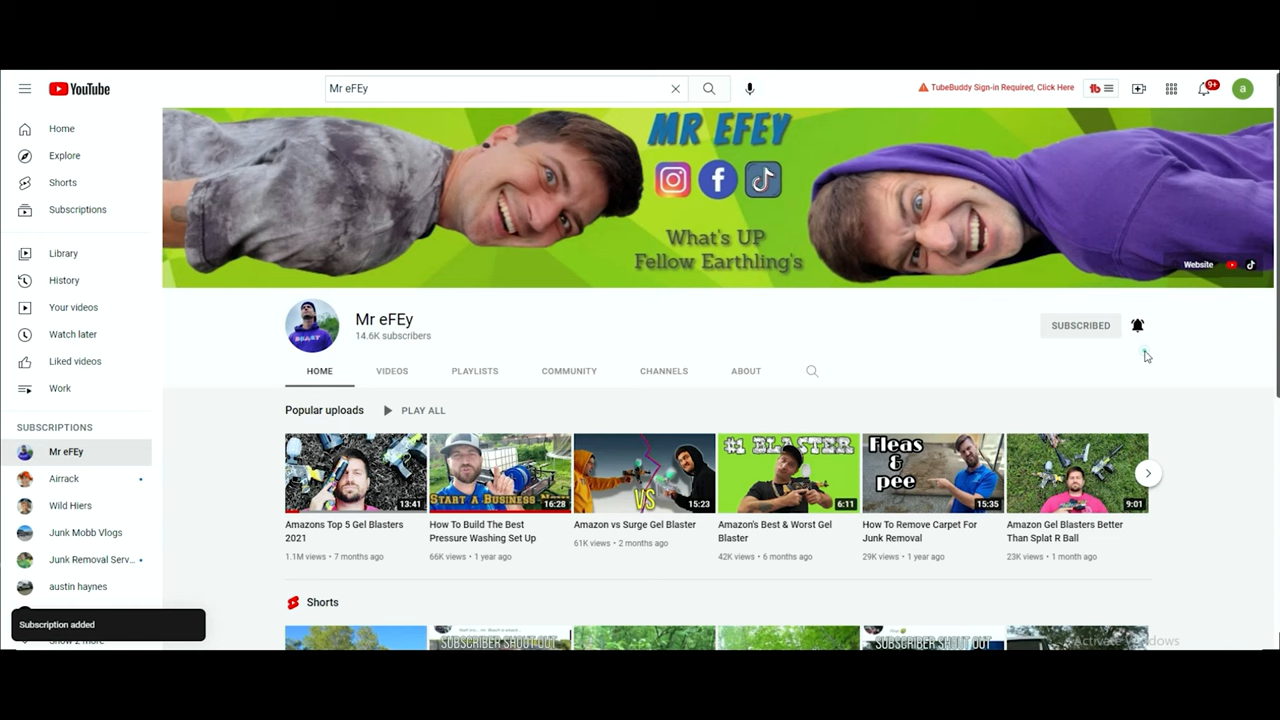 YouTube
Mr eFEy
TubeBuddy Sign-in Required, Click Here
tb
9+
a
Home
Explore
Shorts
Subscriptions
Library
History
Your videos
Watch later
Liked videos
Work
SUBSCRIPTIONS
Mr eFEy
Airrack
Wild Hiers
Junk Mobb Vlogs
Junk Removal Serv...
austin haynes
Show 2 more
Subscription added
MR EFEY
What's UP
Fellow Earthling's
Website
Mr eFEy
14.6K subscribers
SUBSCRIBED
HOME
VIDEOS
PLAYLISTS
COMMUNITY
CHANNELS
ABOUT
Popular uploads
PLAY ALL
13:41
START A BUSINESS NOW
16:28
VS
15:23
#1 BLASTER
6:11
Fleas
&
pee
15:35
9:01
Amazons Top 5 Gel Blasters
2021
1.1M views • 7 months ago
How To Build The Best
Pressure Washing Set Up
66K views • 1 year ago
Amazon vs Surge Gel Blaster
61K views • 2 months ago
Amazon's Best & Worst Gel
Blaster
42K views • 6 months ago
How To Remove Carpet For
Junk Removal
29K views • 1 year ago
Amazon Gel Blasters Better
Than Splat R Ball
23K views • 1 month ago
Shorts
SUBSCRIBER SHOUT OUT
SUBSCRIBER SHOUT OUT
Activate Windows